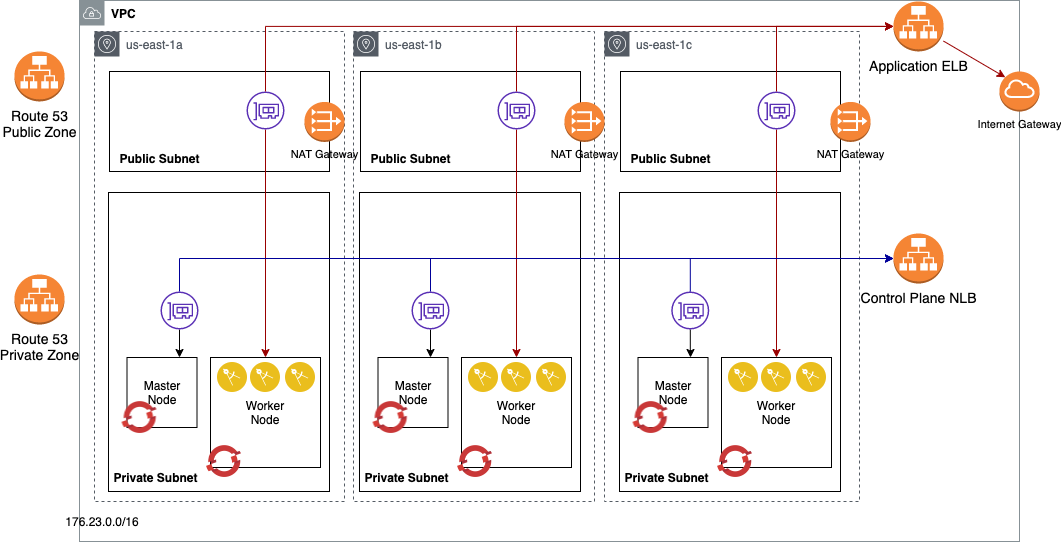 VPC
us-east-1a
us-east-1b
us-east-1c
Application ELB
Route 53
Public Zone
Internet Gateway
NAT Gateway
NAT Gateway
NAT Gateway
Public Subnet
Public Subnet
Public Subnet
Control Plane NLB
Route 53
Private Zone
Master
Node
Worker
Node
Master
Node
Worker
Node
Master
Node
Worker
Node
Private Subnet
Private Subnet
Private Subnet
176.23.0.0/16